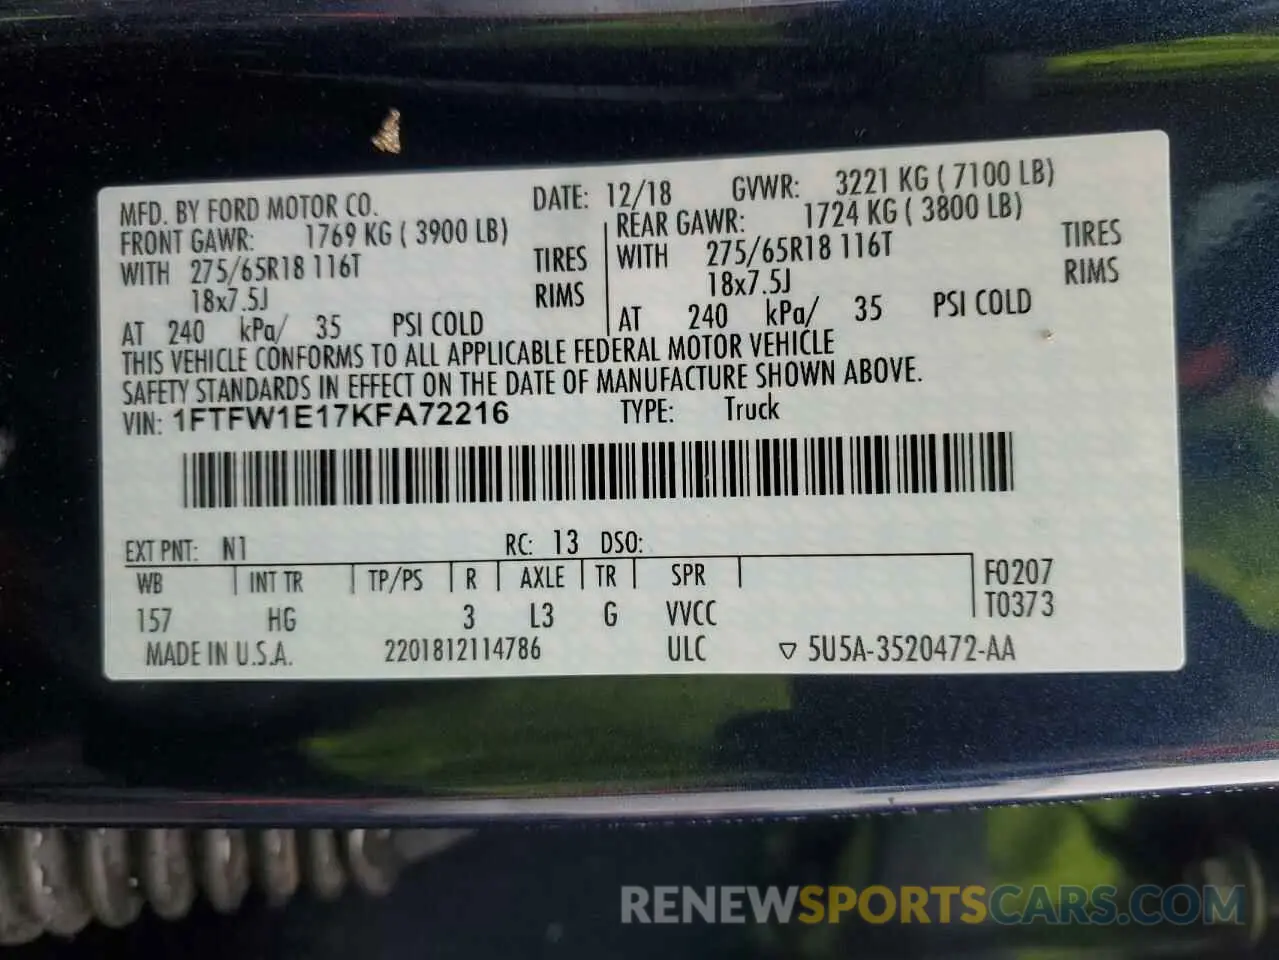 MFD. BY FORD MOTOR CO. DATE: 12/18 GVWR: 3221 KG ( 7100 LB)
FRONT GAWR: 1769 KG ( 3900 LB) REAR GAWR: 1724 KG ( 3800 LB)
WITH 275/65R18 116T TIRES WITH 275/65R18 116T TIRES
18x7.5J RIMS 18x7.5J RIMS
AT 240 kPa/ 35 PSI COLD AT 240 kPa/ 35 PSI COLD
THIS VEHICLE CONFORMS TO ALL APPLICABLE FEDERAL MOTOR VEHICLE
SAFETY STANDARDS IN EFFECT ON THE DATE OF MANUFACTURE SHOWN ABOVE.
VIN: 1FTFW1E17KFA72216 TYPE: Truck
EXT PNT: N1 RC: 13 DSO:
WB INT TR TP/PS R AXLE TR SPR F0207
157 HG 3 L3 G VVCC T0373
MADE IN U.S.A. 2201812114786 ULC ▽ 5U5A-3520472-AA
RENEWSPORTSCARS.COM